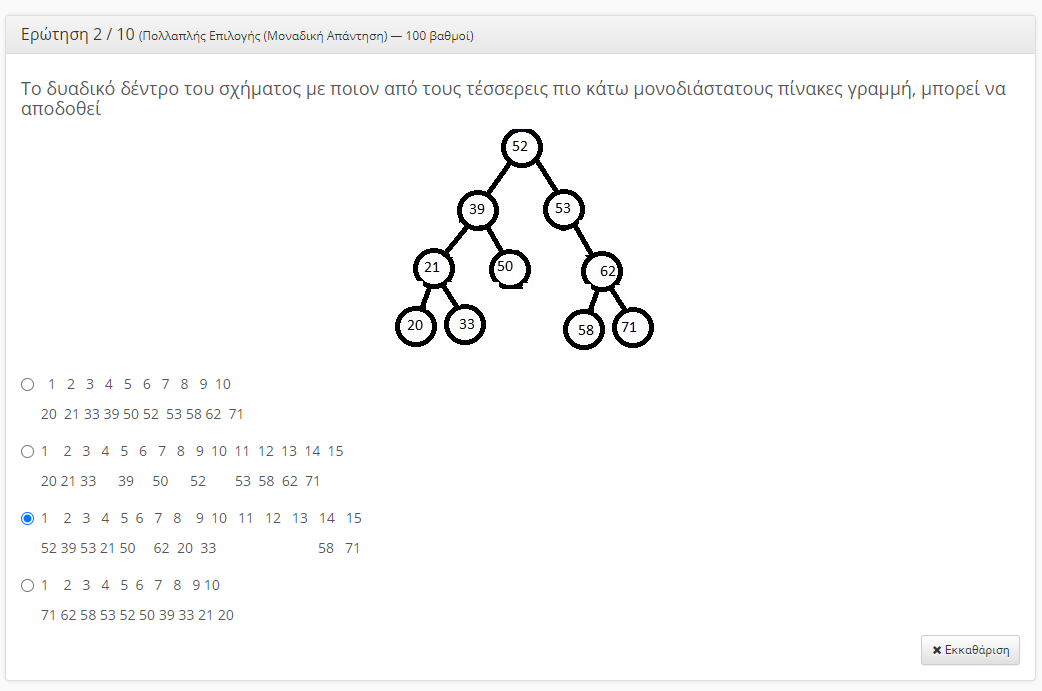 Ερώτηση 2 / 10 (Πολλαπλής Επιλογής (Μοναδική Απάντηση) — 100 βαθμοί)
Το δυαδικό δέντρο του σχήματος με ποιον από τους τέσσερεις πιο κάτω μονοδιάστατους πίνακες γραμμή, μπορεί να
αποδοθεί
52
39 53
21 50 62
20 33 58 71
1 2 3 4 5 6 7 8 9 10
20 21 33 39 50 52 53 58 62 71
1 2 3 4 5 6 7 8 9 10 11 12 13 14 15
20 21 33 39 50 52 53 58 62 71
1 2 3 4 5 6 7 8 9 10 11 12 13 14 15
52 39 53 21 50 62 20 33 58 71
1 2 3 4 5 6 7 8 9 10
71 62 58 53 52 50 39 33 21 20
✖ Εκκαθάριση